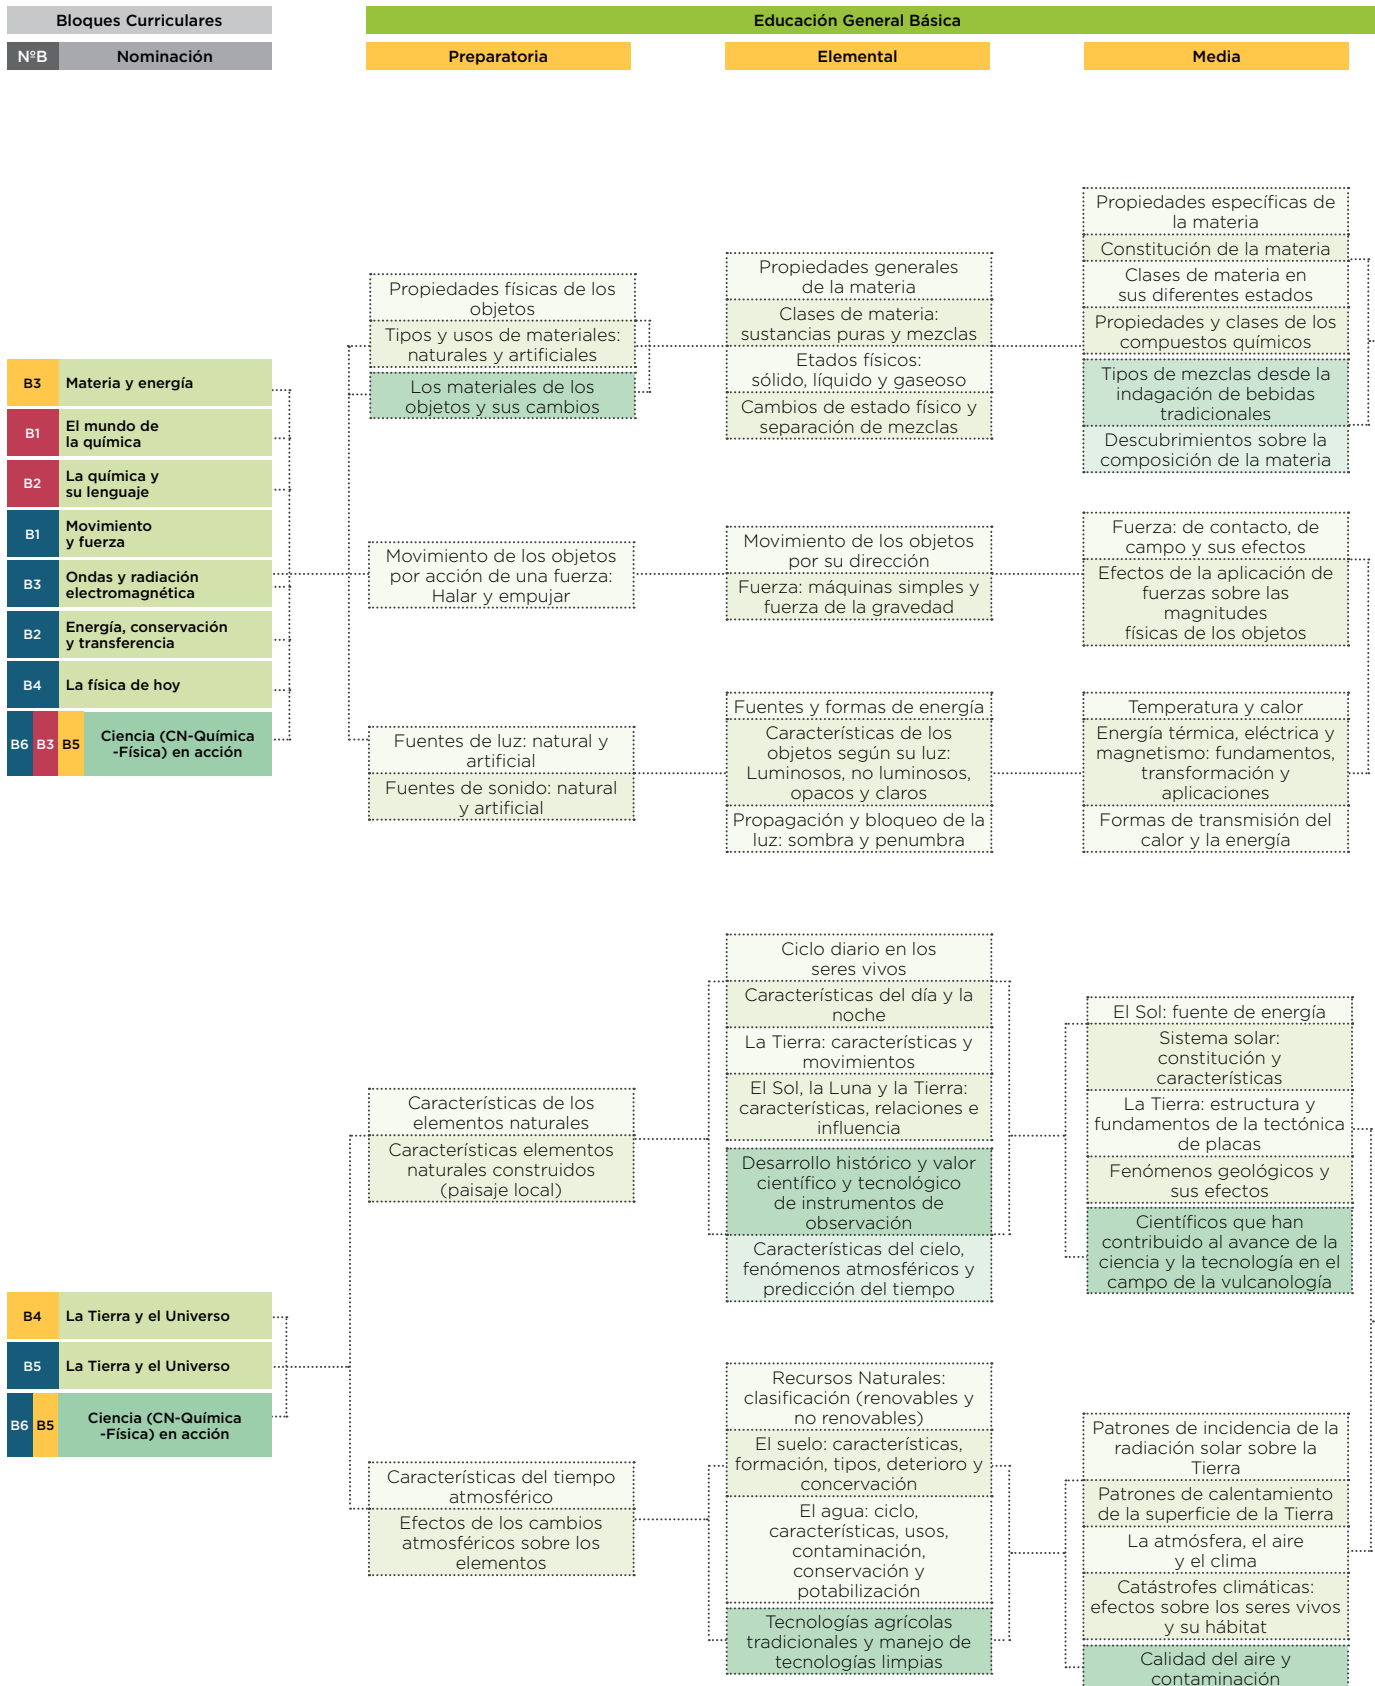 Bloques Curriculares
Educación General Básica
NºB
Nominación
Preparatoria
Elemental
Media
B3
Materia y energía
B1
El mundo de
la química
B2
La química y
su lenguaje
B1
Movimiento
y fuerza
B3
Ondas y radiación
electromagnética
B2
Energía, conservación
y transferencia
B4
La física de hoy
B6 B3 B5
Ciencia (CN-Química
-Física) en acción
Propiedades físicas de los
objetos
Tipos y usos de materiales:
naturales y artificiales
Los materiales de los
objetos y sus cambios
Propiedades generales
de la materia
Clases de materia:
sustancias puras y mezclas
Etados físicos:
sólido, líquido y gaseoso
Cambios de estado físico y
separación de mezclas
Propiedades específicas de
la materia
Constitución de la materia
Clases de materia en
sus diferentes estados
Propiedades y clases de los
compuestos químicos
Tipos de mezclas desde la
indagación de bebidas
tradicionales
Descubrimientos sobre la
composición de la materia
Movimiento de los objetos
por acción de una fuerza:
Halar y empujar
Movimiento de los objetos
por su dirección
Fuerza: máquinas simples y
fuerza de la gravedad
Fuerza: de contacto, de
campo y sus efectos
Efectos de la aplicación de
fuerzas sobre las
magnitudes
físicas de los objetos
Fuentes de luz: natural y
artificial
Fuentes de sonido: natural
y artificial
Fuentes y formas de energía
Características de los
objetos según su luz:
Luminosos, no luminosos,
opacos y claros
Propagación y bloqueo de la
luz: sombra y penumbra
Temperatura y calor
Energía térmica, eléctrica y
magnetismo: fundamentos,
transformación y
aplicaciones
Formas de transmisión del
calor y la energía
B4
La Tierra y el Universo
B5
La Tierra y el Universo
B6 B5
Ciencia (CN-Química
-Física) en acción
Características de los
elementos naturales
Características elementos
naturales construidos
(paisaje local)
Ciclo diario en los
seres vivos
Características del día y la
noche
La Tierra: características y
movimientos
El Sol, la Luna y la Tierra:
características, relaciones e
influencia
Desarrollo histórico y valor
científico y tecnológico
de instrumentos de
observación
Características del cielo,
fenómenos atmosféricos y
predicción del tiempo
El Sol: fuente de energía
Sistema solar:
constitución y
características
La Tierra: estructura y
fundamentos de la tectónica
de placas
Fenómenos geológicos y
sus efectos
Científicos que han
contribuido al avance de la
ciencia y la tecnología en el
campo de la vulcanología
Características del tiempo
atmosférico
Efectos de los cambios
atmosféricos sobre los
elementos
Recursos Naturales:
clasificación (renovables y
no renovables)
El suelo: características,
formación, tipos, deterioro y
concervación
El agua: ciclo,
características, usos,
contaminación,
conservación y
potabilización
Tecnologías agrícolas
tradicionales y manejo de
tecnologías limpias
Patrones de incidencia de la
radiación solar sobre la
Tierra
Patrones de calentamiento
de la superficie de la Tierra
La atmósfera, el aire
y el clima
Catástrofes climáticas:
efectos sobre los seres vivos
y su hábitat
Calidad del aire y
contaminación